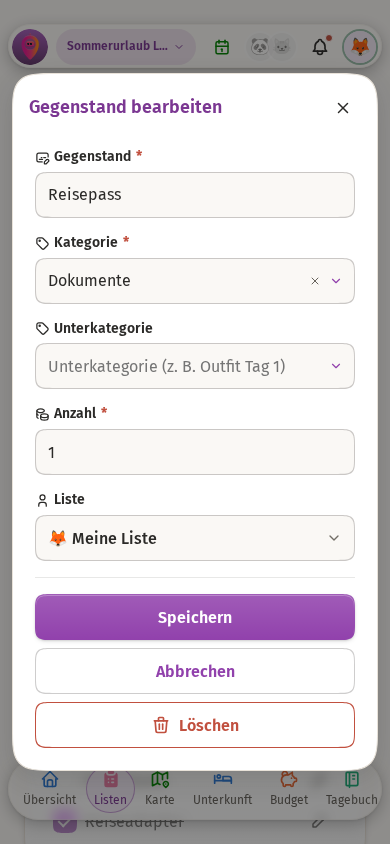 Sommerurlaub L...
Gegenstand bearbeiten
Gegenstand *
Reisepass
Kategorie *
Dokumente
Unterkategorie
Unterkategorie (z. B. Outfit Tag 1)
Anzahl *
1
Liste
Meine Liste
Speichern
Abbrechen
Löschen
Übersicht Listen Karte Unterkunft Budget Tagebuch
Reiseadapter